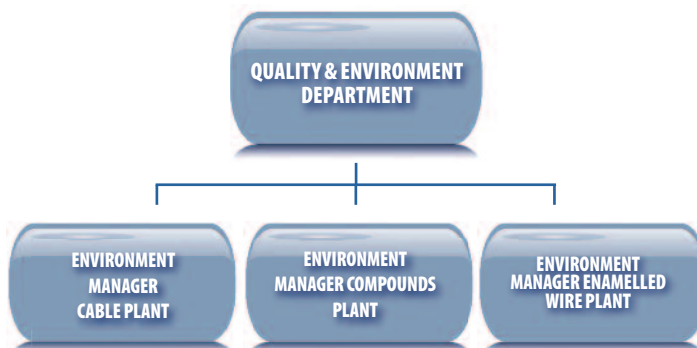 QUALITY & ENVIRONMENT
DEPARTMENT
ENVIRONMENT
MANAGER
CABLE PLANT
ENVIRONMENT
MANAGER COMPOUNDS
PLANT
ENVIRONMENT
MANAGER ENAMELLED
WIRE PLANT